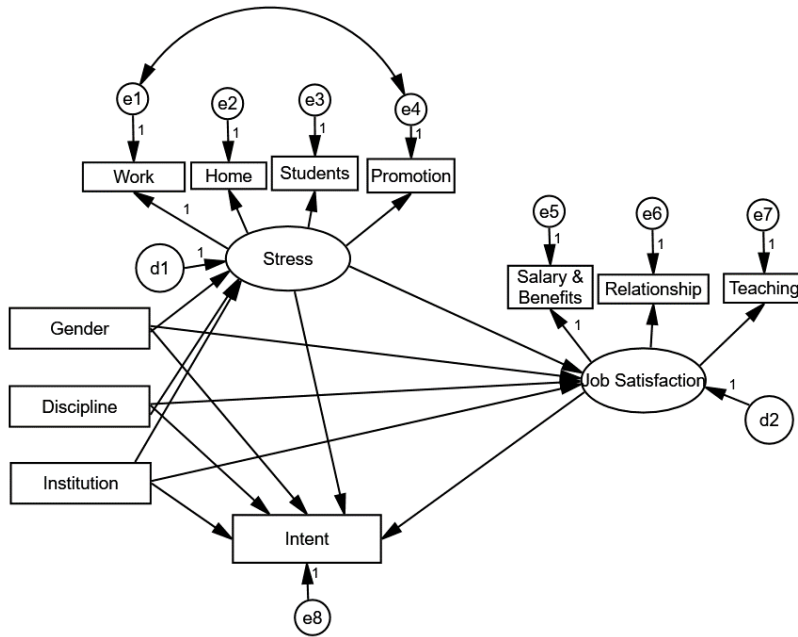 e1
e2
e3
e4
1
1
1
1
Work
Home
Students
Promotion
1
e5
e6
e7
1
1
1
d1
1
Stress
Salary &
Benefits
Relationship
Teaching
1
Gender
Job Satisfaction
Discipline
1
d2
Institution
Intent
1
e8